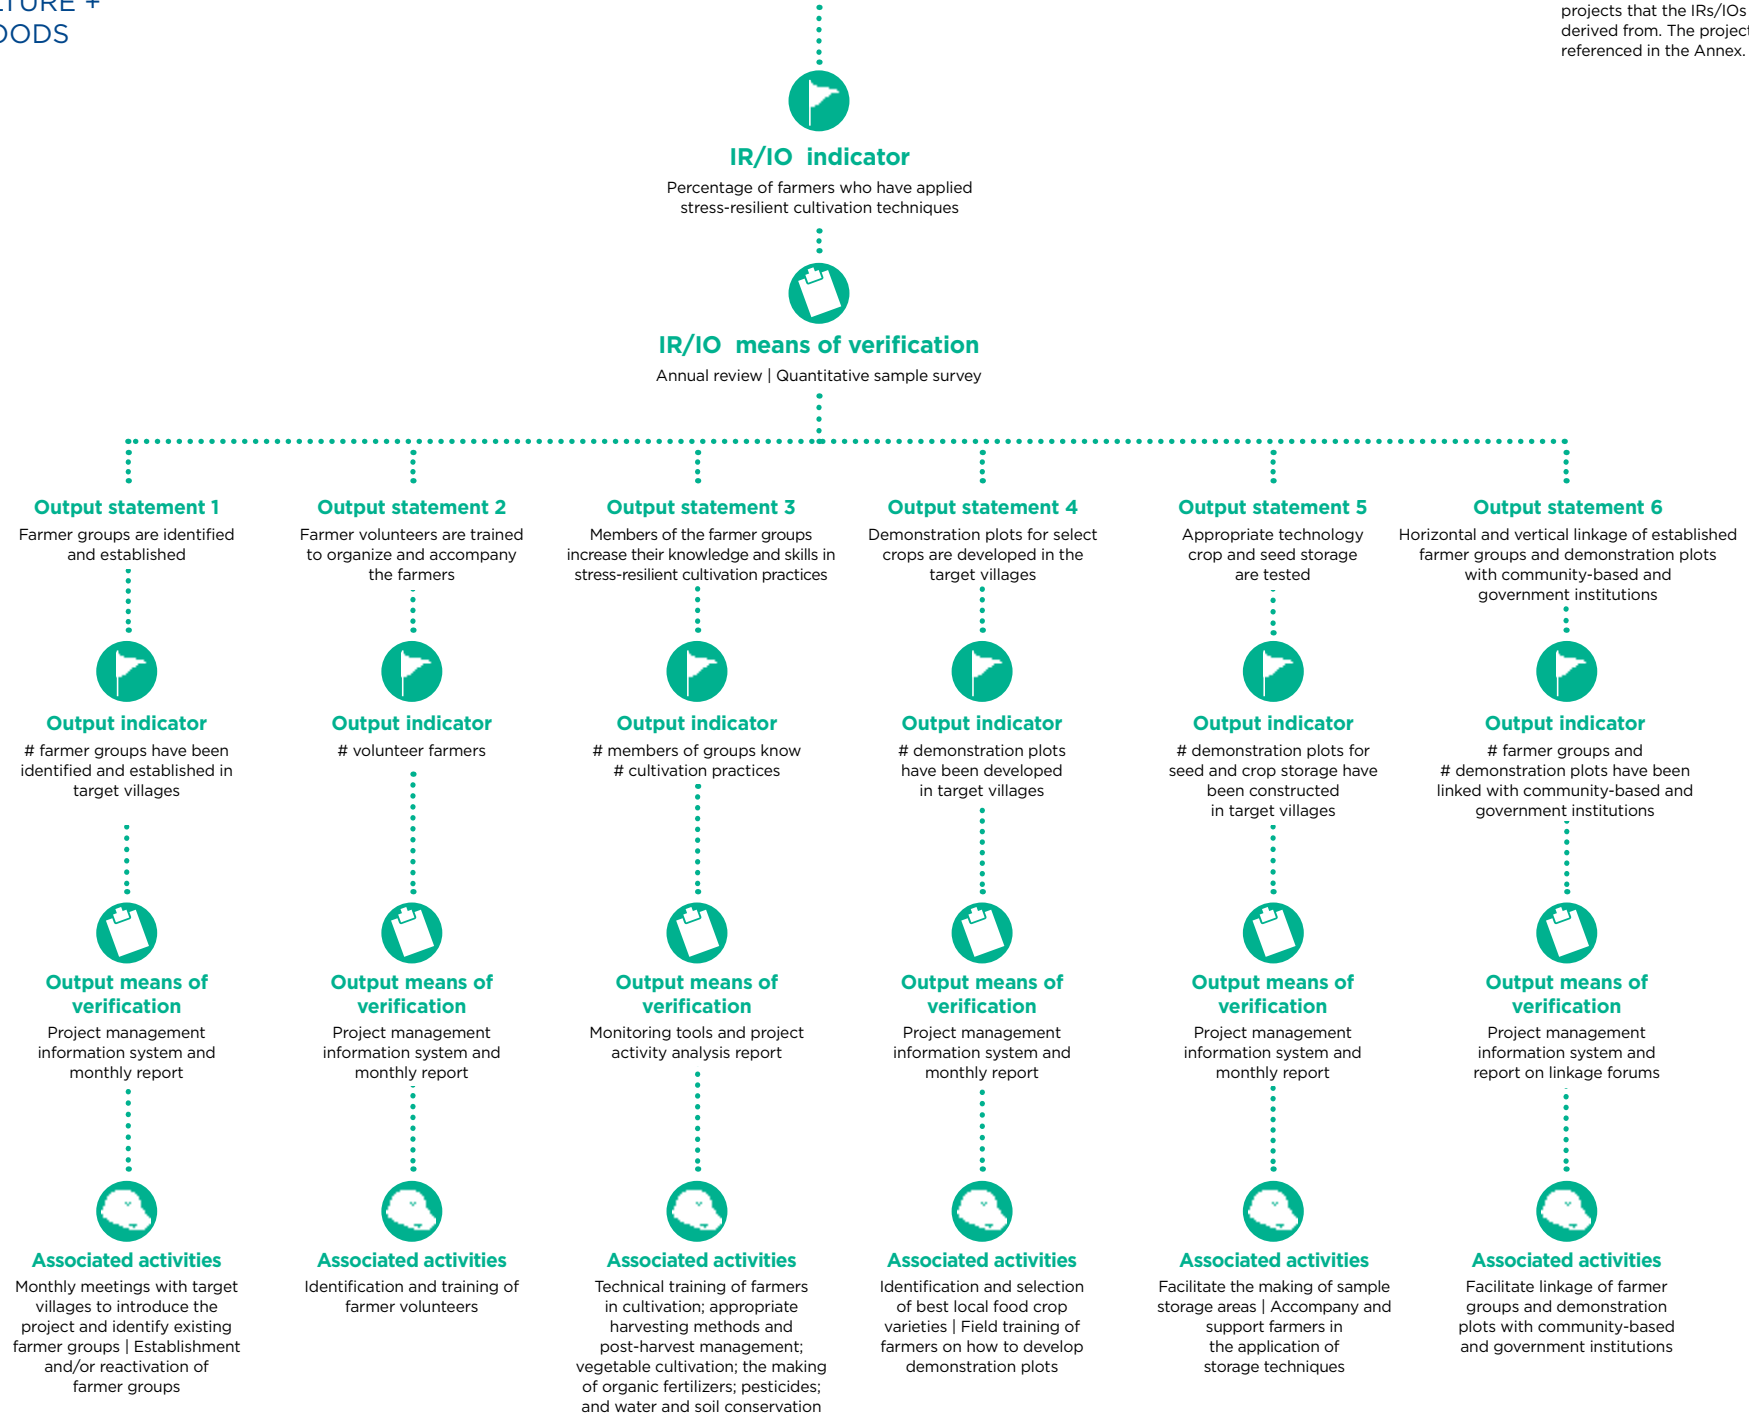 OODS
projects that the IRs/IOs
derived from. The project
referenced in the Annex.
IR/IO indicator
Percentage of farmers who have applied
stress-resilient cultivation techniques
IR/IO means of verification
Annual review | Quantitative sample survey
Output statement 1
Farmer groups are identified
and established
Output indicator
# farmer groups have been
identified and established in
target villages
Output means of
verification
Project management
information system and
monthly report
Associated activities
Monthly meetings with target
villages to introduce the
project and identify existing
farmer groups | Establishment
and/or reactivation of
farmer groups
Output statement 2
Farmer volunteers are trained
to organize and accompany
the farmers
Output indicator
# volunteer farmers
Output means of
verification
Project management
information system and
monthly report
Associated activities
Identification and training of
farmer volunteers
Output statement 3
Members of the farmer groups
increase their knowledge and skills in
stress-resilient cultivation practices
Output indicator
# members of groups know
# cultivation practices
Output means of
verification
Monitoring tools and project
activity analysis report
Associated activities
Technical training of farmers
in cultivation; appropriate
harvesting methods and
post-harvest management;
vegetable cultivation; the making
of organic fertilizers; pesticides;
and water and soil conservation
Output statement 4
Demonstration plots for select
crops are developed in the
target villages
Output indicator
# demonstration plots
have been developed
in target villages
Output means of
verification
Project management
information system and
monthly report
Associated activities
Identification and selection
of best local food crop
varieties | Field training of
farmers on how to develop
demonstration plots
Output statement 5
Appropriate technology
crop and seed storage
are tested
Output indicator
# demonstration plots for
seed and crop storage have
been constructed
in target villages
Output means of
verification
Project management
information system and
monthly report
Associated activities
Facilitate the making of sample
storage areas | Accompany and
support farmers in
the application of
storage techniques
Output statement 6
Horizontal and vertical linkage of established
farmer groups and demonstration plots
with community-based and
government institutions
Output indicator
# farmer groups and
# demonstration plots have been
linked with community-based and
government institutions
Output means of
verification
Project management
information system and
report on linkage forums
Associated activities
Facilitate linkage of farmer
groups and demonstration
plots with community-based
and government institutions